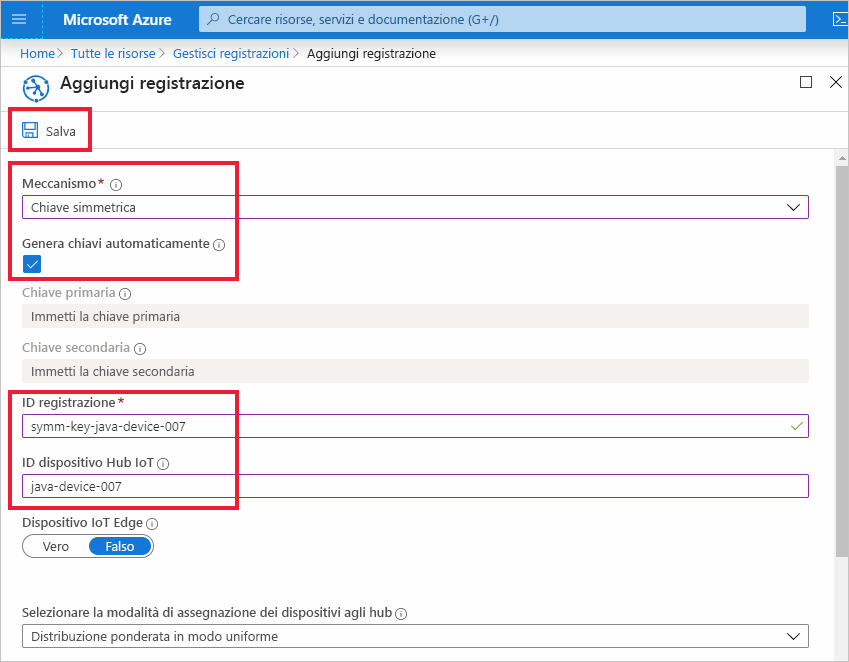 Microsoft Azure
Cercare risorse, servizi e documentazione (G+/)
Home > Tutte le risorse > Gestisci registrazioni > Aggiungi registrazione
Aggiungi registrazione
Salva
Meccanismo*
Chiave simmetrica
Genera chiavi automaticamente
Chiave primaria
Immetti la chiave primaria
Chiave secondaria
Immetti la chiave secondaria
ID registrazione*
symm-key-java-device-007
ID dispositivo Hub IoT
java-device-007
Dispositivo IoT Edge
Vero Falso
Selezionare la modalità di assegnazione dei dispositivi agli hub
Distribuzione ponderata in modo uniforme